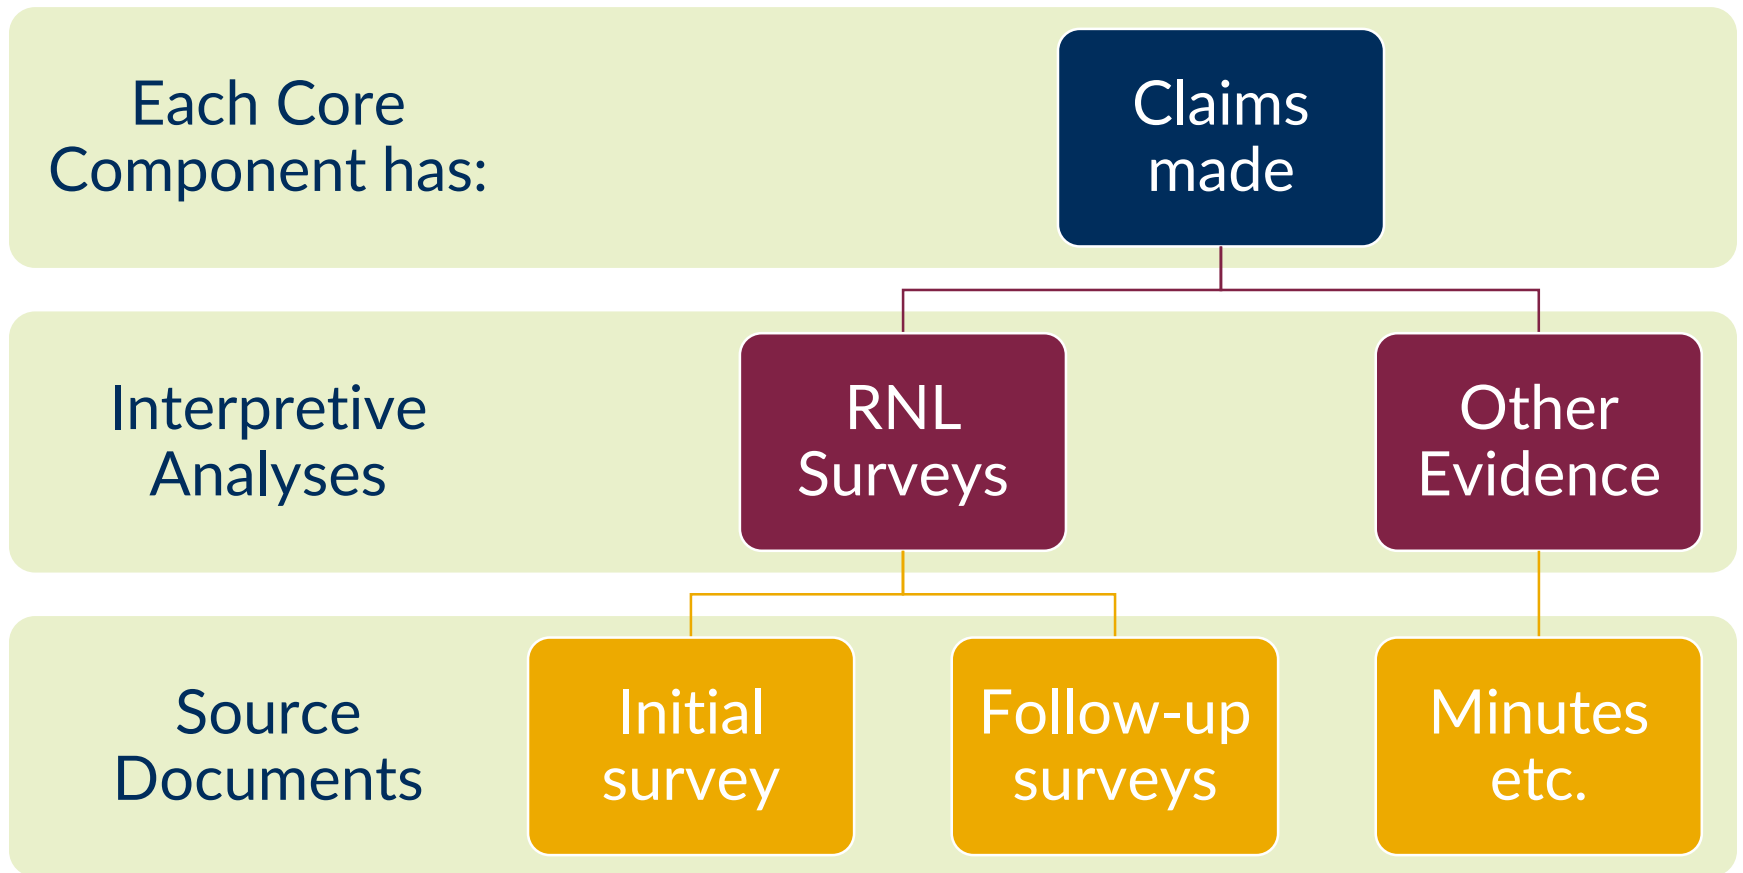 Each Core
Component has:
Claims
made
Interpretive
Analyses
RNL
Surveys
Other
Evidence
Source
Documents
Initial
survey
Follow-up
surveys
Minutes
etc.